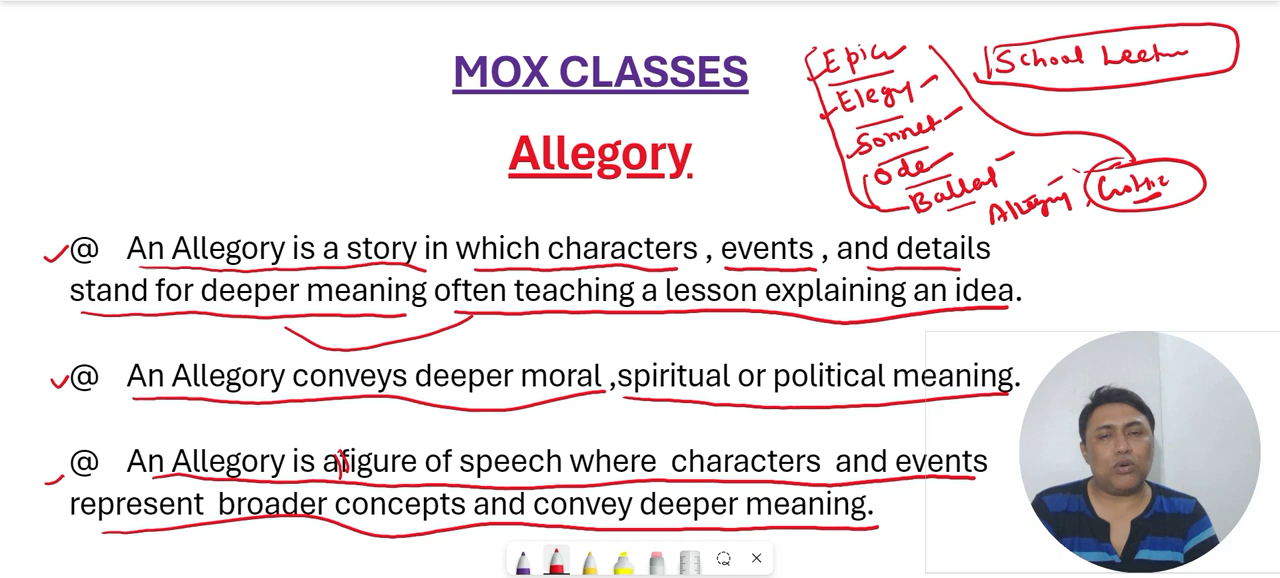 MOX CLASSES
Allegory
Epic
School Lectur
Elegy
Sonnet
Ode
Ballad
Allegory
@ An Allegory is a story in which characters , events , and details
stand for deeper meaning often teaching a lesson explaining an idea.
@ An Allegory conveys deeper moral ,spiritual or political meaning.
@ An Allegory is a figure of speech where characters and events
represent broader concepts and convey deeper meaning.